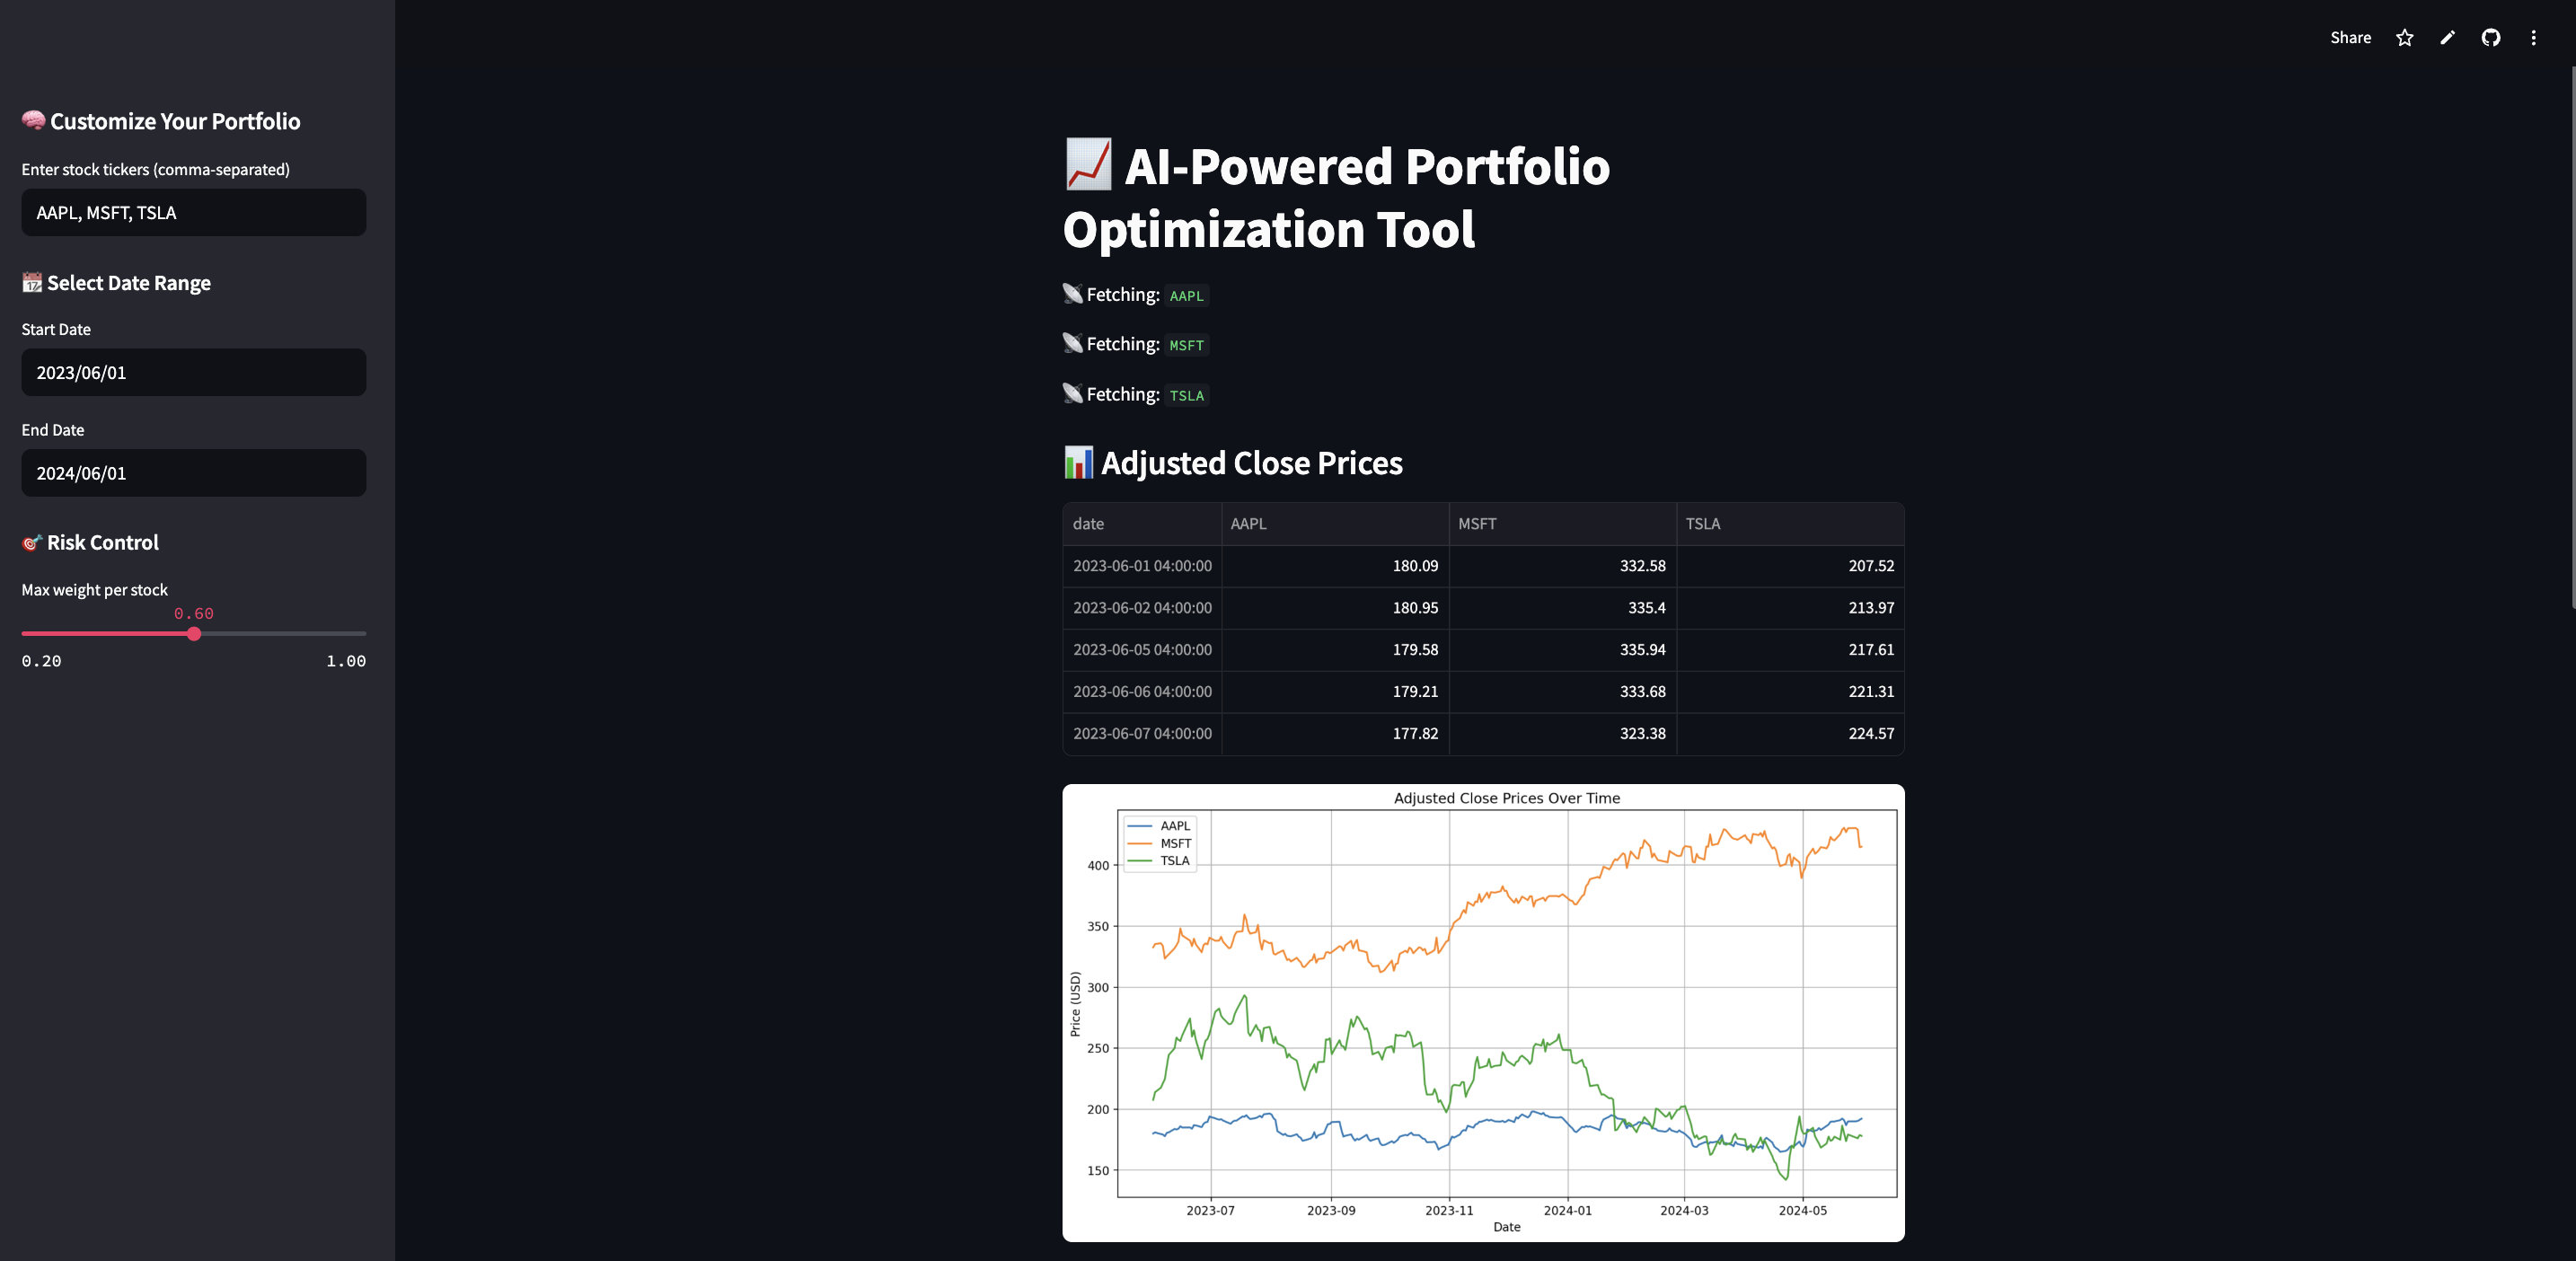 Share
Customize Your Portfolio
Enter stock tickers (comma-separated)
AAPL, MSFT, TSLA
Select Date Range
Start Date
2023/06/01
End Date
2024/06/01
Risk Control
Max weight per stock
0.60
0.20 1.00
AI-Powered Portfolio
Optimization Tool
Fetching: AAPL
Fetching: MSFT
Fetching: TSLA
Adjusted Close Prices
date AAPL MSFT TSLA
2023-06-01 04:00:00 180.09 332.58 207.52
2023-06-02 04:00:00 180.95 335.4 213.97
2023-06-05 04:00:00 179.58 335.94 217.61
2023-06-06 04:00:00 179.21 333.68 221.31
2023-06-07 04:00:00 177.82 323.38 224.57
Adjusted Close Prices Over Time
AAPL
MSFT
TSLA
400
350
300
250
200
150
Price (USD)
2023-07 2023-09 2023-11 2024-01 2024-03 2024-05
Date